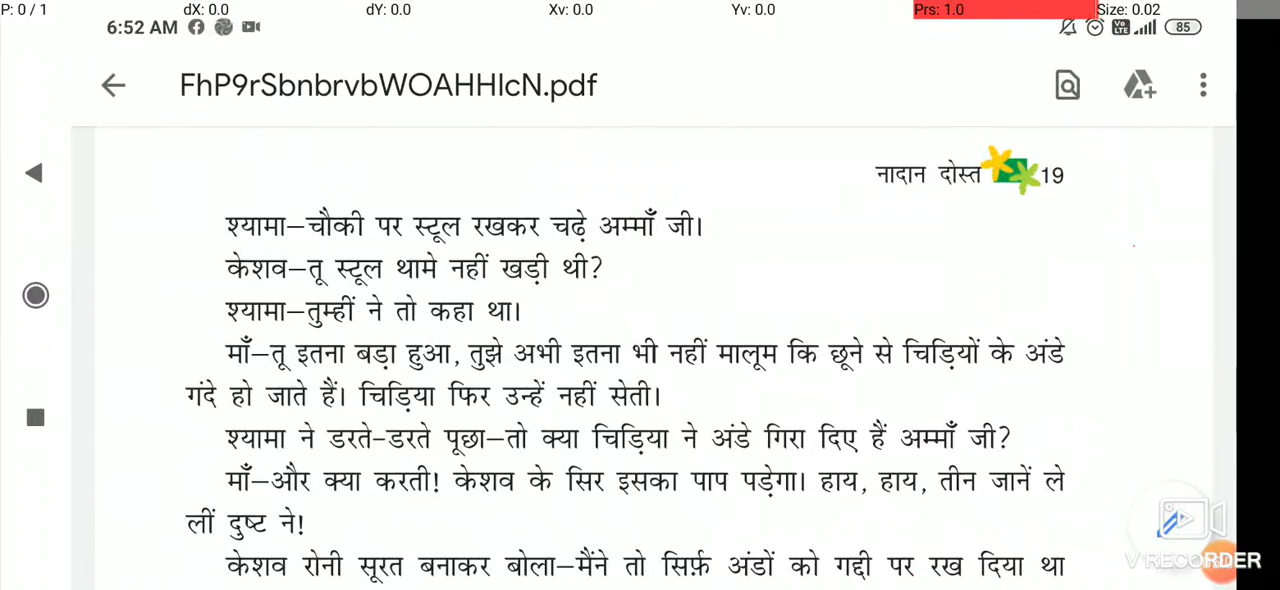 P: 0 / 1 dX: 0.0 dY: 0.0 Xv: 0.0 Yv: 0.0 Prs: 1.0 Size: 0.02
6:52 AM Vo LTE 85
FhP9rSbnbrvbWOAHHlcN.pdf
नादान दोस्त 19
श्यामा—चौकी पर स्टूल रखकर चढ़े अम्माँ जी।
केशव—तू स्टूल थामे नहीं खड़ी थी?
श्यामा—तुम्हीं ने तो कहा था।
माँ—तू इतना बड़ा हुआ, तुझे अभी इतना भी नहीं मालूम कि छूने से चिड़ियों के अंडे
गंदे हो जाते हैं। चिड़िया फिर उन्हें नहीं सेती।
श्यामा ने डरते-डरते पूछा—तो क्या चिड़िया ने अंडे गिरा दिए हैं अम्माँ जी?
माँ—और क्या करती! केशव के सिर इसका पाप पड़ेगा। हाय, हाय, तीन जानें ले
लीं दुष्ट ने!
केशव रोनी सूरत बनाकर बोला—मैंने तो सिर्फ़ अंडों को गद्दी पर रख दिया था
V RECORDER